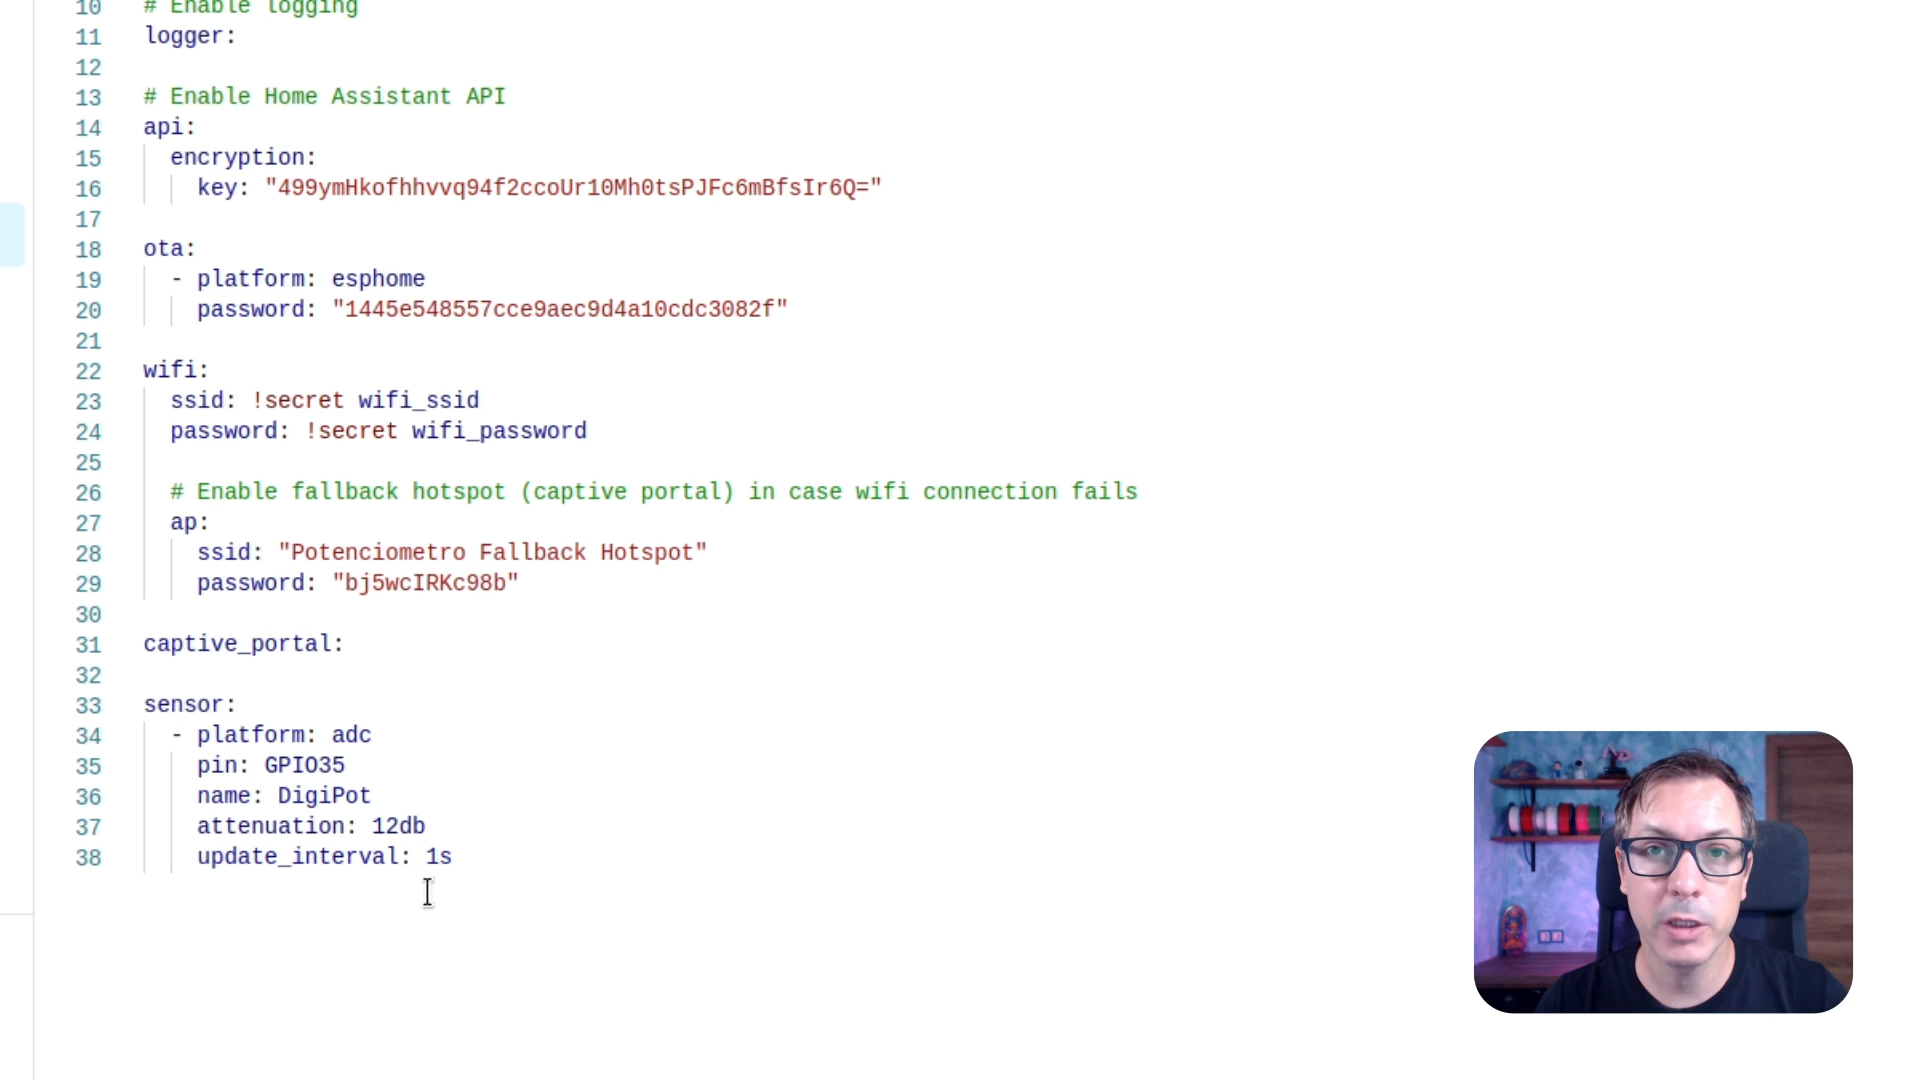 10 # Enable logging
11 logger:
12
13 # Enable Home Assistant API
14 api:
15 encryption:
16 key: "499ymHkofhhvvq94f2ccoUr10Mh0tsPJFc6mBfsIr6Q="
17
18 ota:
19 - platform: esphome
20 password: "1445e548557cce9aec9d4a10cdc3082f"
21
22 wifi:
23 ssid: !secret wifi_ssid
24 password: !secret wifi_password
25
26 # Enable fallback hotspot (captive portal) in case wifi connection fails
27 ap:
28 ssid: "Potenciometro Fallback Hotspot"
29 password: "bj5wcIRKc98b"
30
31 captive_portal:
32
33 sensor:
34 - platform: adc
35 pin: GPIO35
36 name: DigiPot
37 attenuation: 12db
38 update_interval: 1s